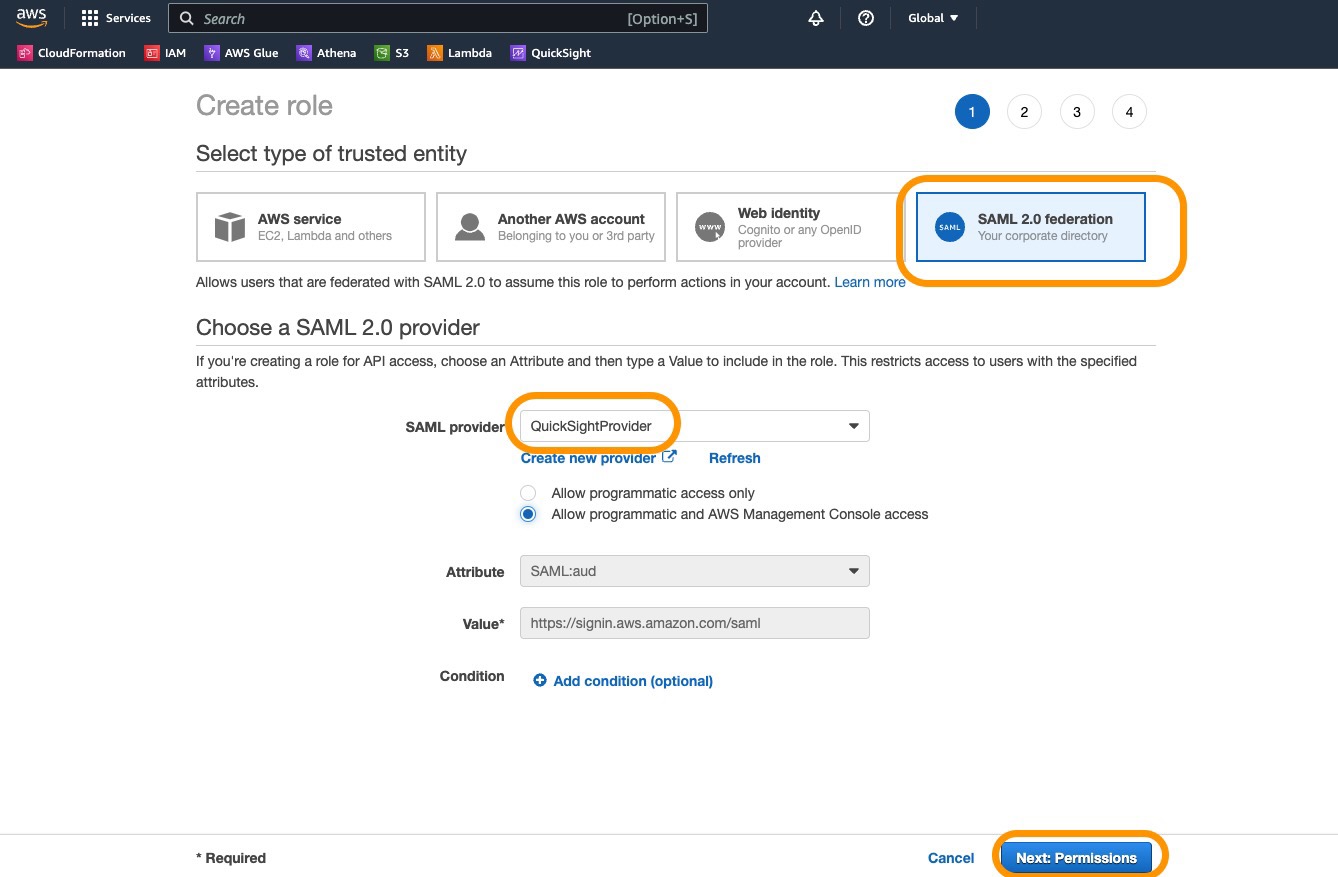 aws
Services
Search
[Option+S]
Global
CloudFormation
IAM
AWS Glue
Athena
S3
Lambda
QuickSight
Create role
1
2
3
4
Select type of trusted entity
AWS service
EC2, Lambda and others
Another AWS account
Belonging to you or 3rd party
www
Web identity
Cognito or any OpenID
provider
SAML
SAML 2.0 federation
Your corporate directory
Allows users that are federated with SAML 2.0 to assume this role to perform actions in your account. Learn more
Choose a SAML 2.0 provider
If you're creating a role for API access, choose an Attribute and then type a Value to include in the role. This restricts access to users with the specified
attributes.
SAML provider
QuickSightProvider
Create new provider
Refresh
Allow programmatic access only
Allow programmatic and AWS Management Console access
Attribute
SAML:aud
Value*
https://signin.aws.amazon.com/saml
Condition
Add condition (optional)
* Required
Cancel
Next: Permissions